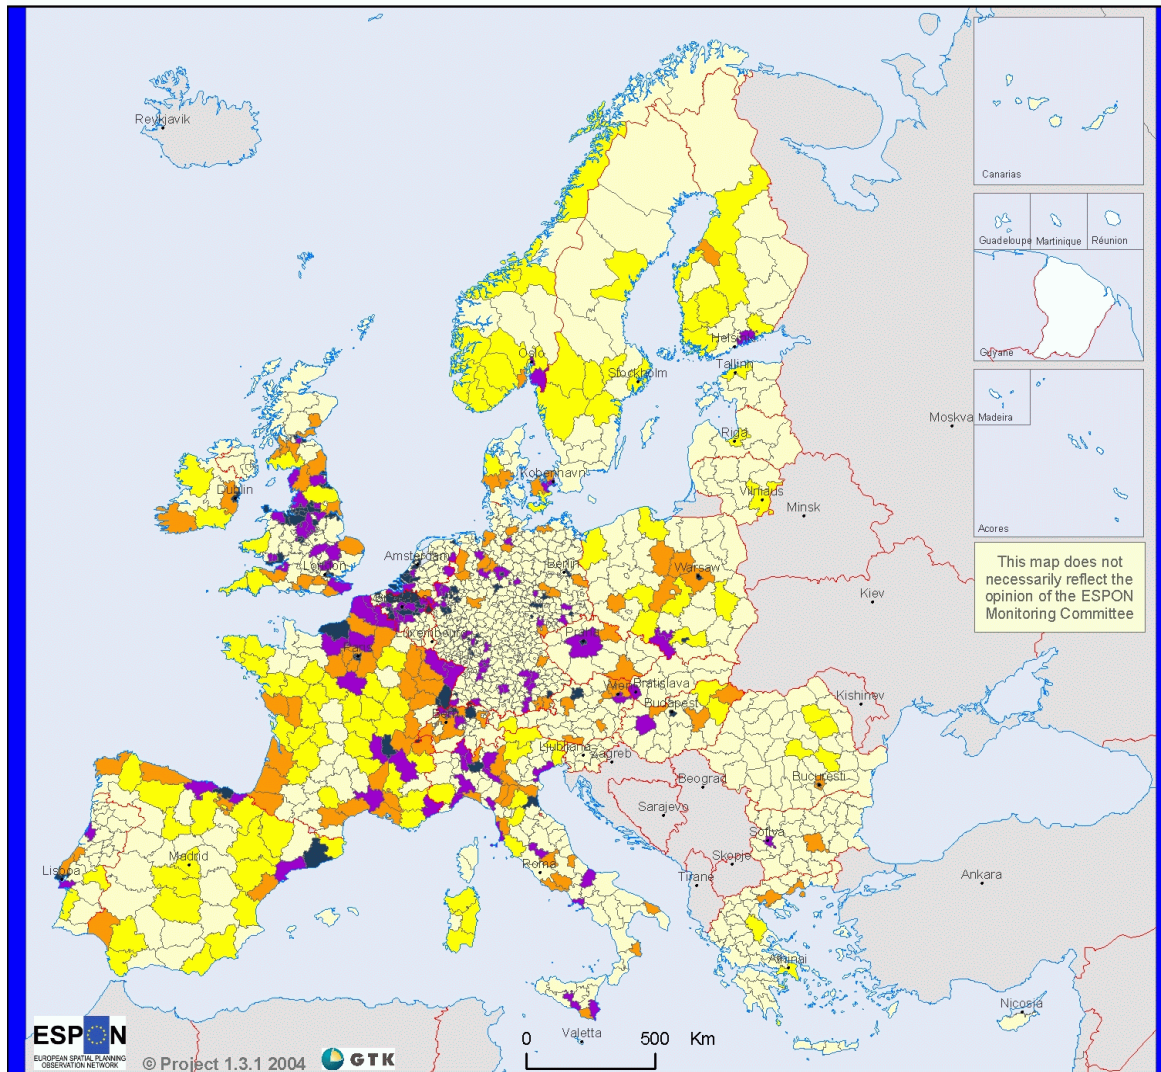 Reykjavik
Canarias
Guadeloupe
Martinique
Réunion
Guyane
Madeira
Acores
This map does not
necessarily reflect the
opinion of the ESPON
Monitoring Committee
Oslo
Stockholm
Tallinn
Riga
Moskva
Kobenhavn
Dublin
Vilniaus
Minsk
Amsterdam
London
Berlin
Warsaw
Kiev
Luxembourg
Praha
Wien
Bratislava
Budapest
Kishinev
Ljubljana
Zagreb
Beograd
Bucuresti
Sarajevo
Sofiya
Skopje
Tirane
Madrid
Lisboa
Roma
Ankara
Athinai
Nicosia
Valetta
0 500 Km
ESPON
EUROPEAN SPATIAL PLANNING
OBSERVATION NETWORK
© Project 1.3.1 2004
GTK